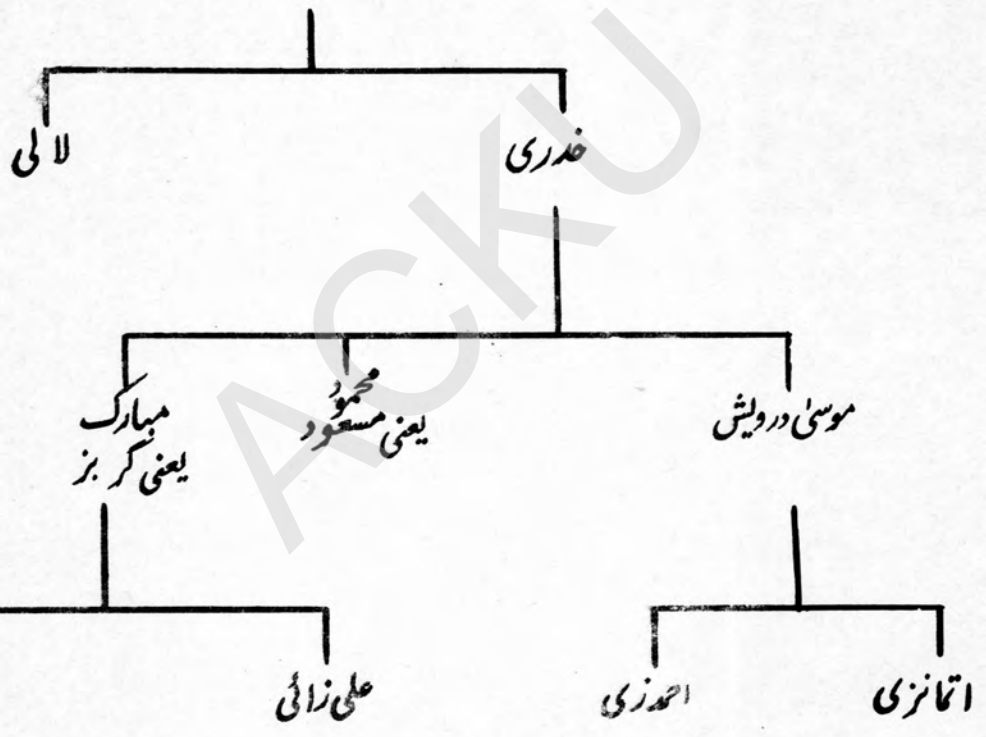 خدری
لالی
موسیٰ درویش
محمود
یعنی مسعود
مبارک
یعنی گر بز
اتمانزی
احمدزی
علی زائی
ACKU